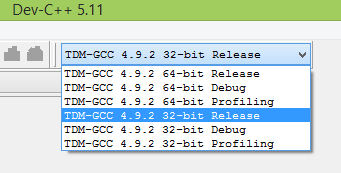 Dev-C++ 5.11
TDM-GCC 4.9.2 32-bit Release
TDM-GCC 4.9.2 64-bit Release
TDM-GCC 4.9.2 64-bit Debug
TDM-GCC 4.9.2 64-bit Profiling
TDM-GCC 4.9.2 32-bit Release
TDM-GCC 4.9.2 32-bit Debug
TDM-GCC 4.9.2 32-bit Profiling